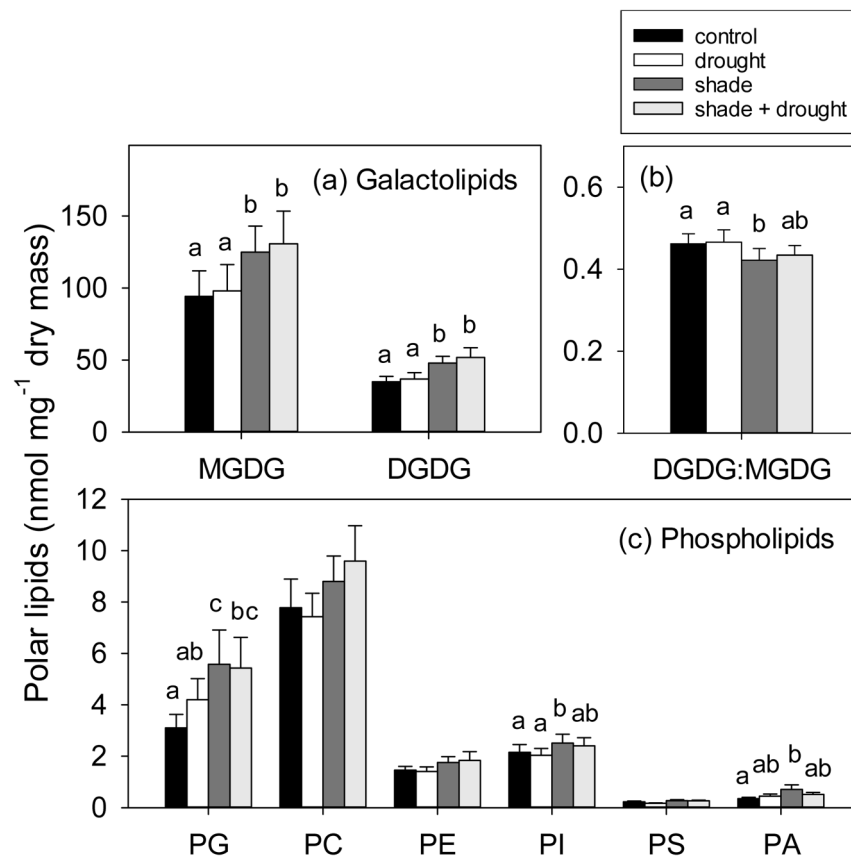 control
drought
shade
shade + drought
Polar lipids (nmol mg⁻¹ dry mass)
(a) Galactolipids
150
100
50
0
a a b b
a a b b
MGDG DGDG
(b)
0.6
0.4
0.2
0.0
a a b ab
DGDG:MGDG
(c) Phospholipids
12
10
8
6
4
2
0
a ab c bc
a a b ab
a ab b ab
PG PC PE PI PS PA